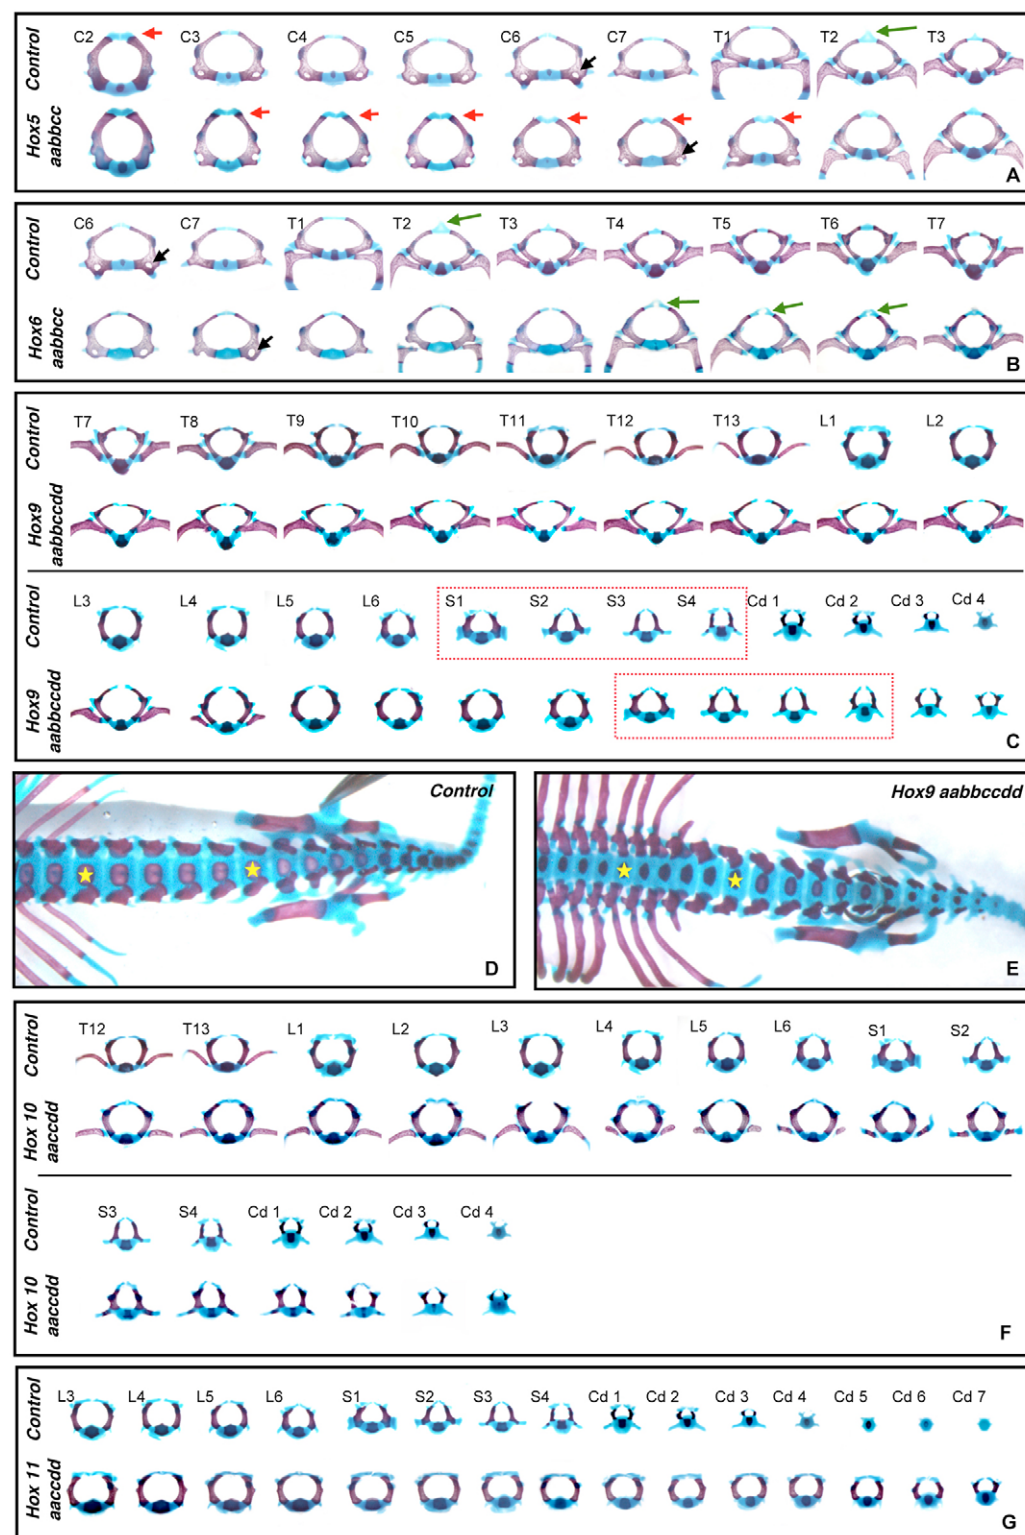 Control
C2 C3 C4 C5 C6 C7 T1 T2 T3
Hox5
aabbcc
A
Control
C6 C7 T1 T2 T3 T4 T5 T6 T7
Hox6
aabbcc
B
Control
T7 T8 T9 T10 T11 T12 T13 L1 L2
Hox9
aabbccdd
Control
L3 L4 L5 L6 S1 S2 S3 S4 Cd 1 Cd 2 Cd 3 Cd 4
Hox9
aabbccdd
C
Control
D
Hox9 aabbccdd
E
Control
T12 T13 L1 L2 L3 L4 L5 L6 S1 S2
Hox 10
aaccdd
Control
S3 S4 Cd 1 Cd 2 Cd 3 Cd 4
Hox 10
aaccdd
F
Control
L3 L4 L5 L6 S1 S2 S3 S4 Cd 1 Cd 2 Cd 3 Cd 4 Cd 5 Cd 6 Cd 7
Hox 11
aaccdd
G